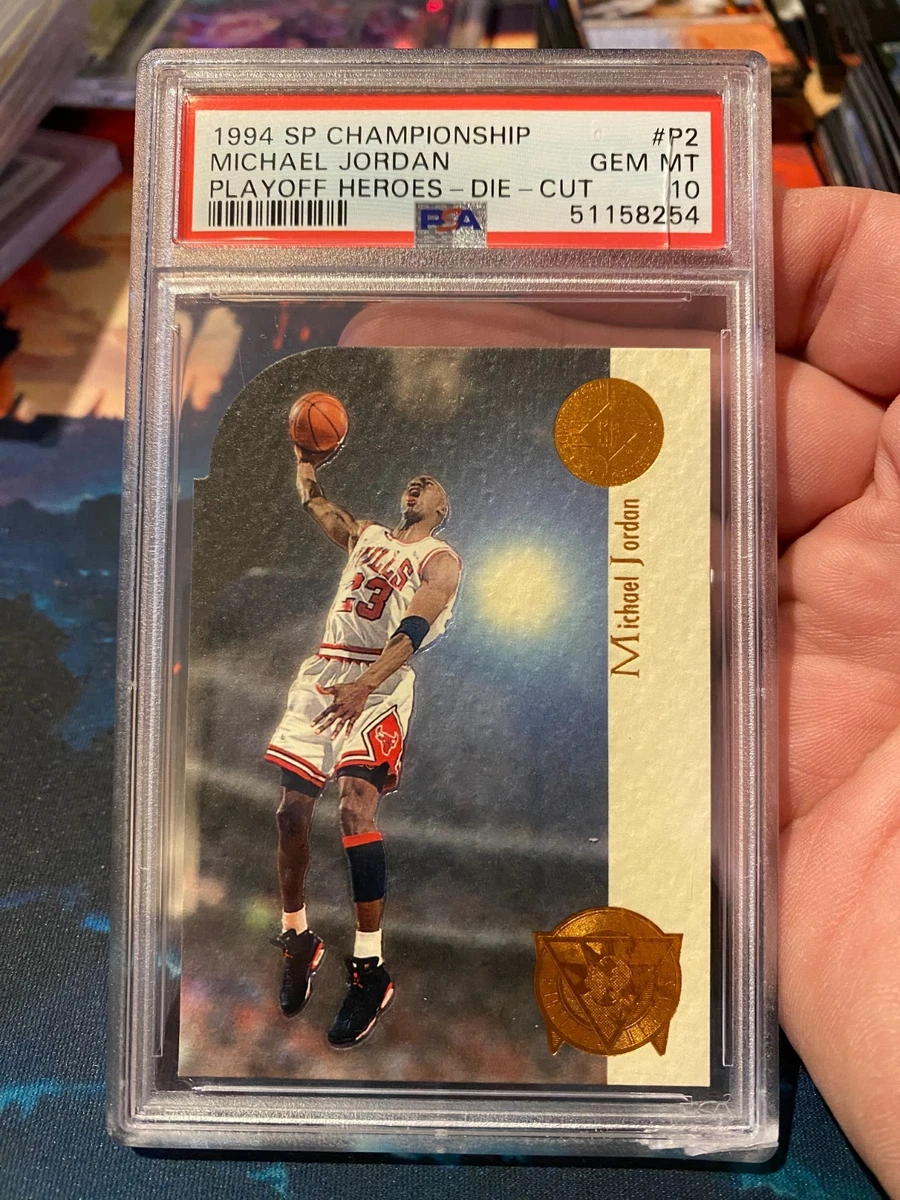 1994 SP CHAMPIONSHIP #P2
MICHAEL JORDAN GEM MT
PLAYOFF HEROES - DIE - CUT 10
PSA 51158254
BULLS
23
Michael Jordan